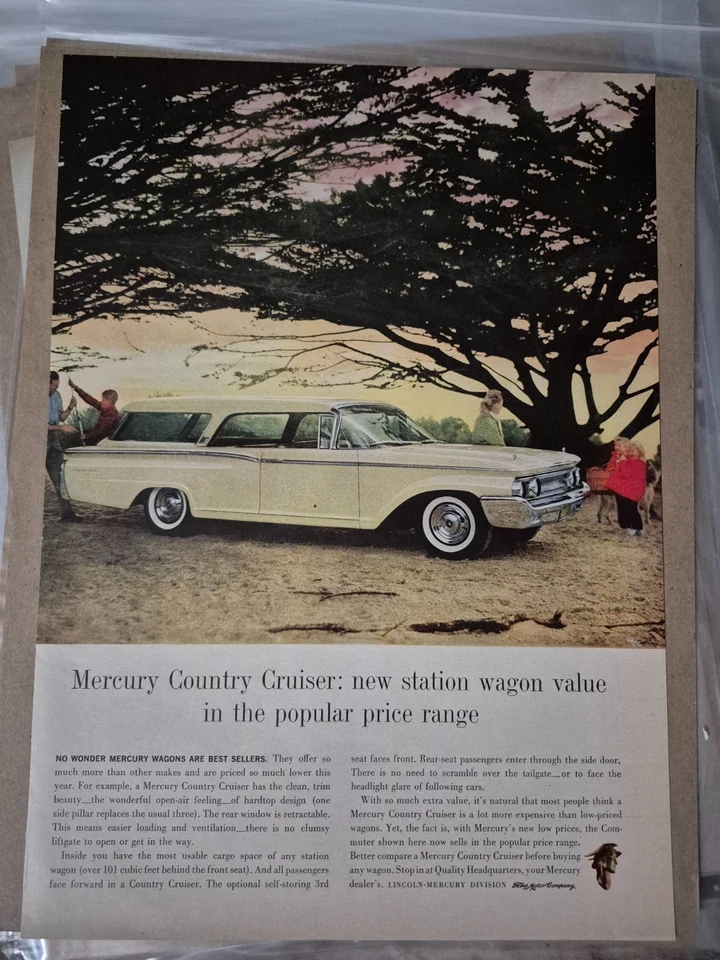 Mercury Country Cruiser: new station wagon value
in the popular price range
NO WONDER MERCURY WAGONS ARE BEST SELLERS. They offer so
much more than other makes and are priced so much lower this
year. For example, a Mercury Country Cruiser has the clean, trim
beauty—the wonderful open-air feeling—of hardtop design (one
side pillar replaces the usual three). The rear window is retractable.
This means easier loading and ventilation—there is no clumsy
liftgate to open or get in the way.
Inside you have the most usable cargo space of any station
wagon (over 101 cubic feet behind the front seat). And all passengers
face forward in a Country Cruiser. The optional self-storing 3rd
seat faces front. Rear-seat passengers enter through the side door.
There is no need to scramble over the tailgate—or to face the
headlight glare of following cars.
With so much extra value, it's natural that most people think a
Mercury Country Cruiser is a lot more expensive than low-priced
wagons. Yet, the fact is, with Mercury's new low prices, the Com-
muter shown here now sells in the popular price range.
Better compare a Mercury Country Cruiser before buying
any wagon. Stop in at Quality Headquarters, your Mercury
dealer's. LINCOLN-MERCURY DIVISION Ford Motor Company,